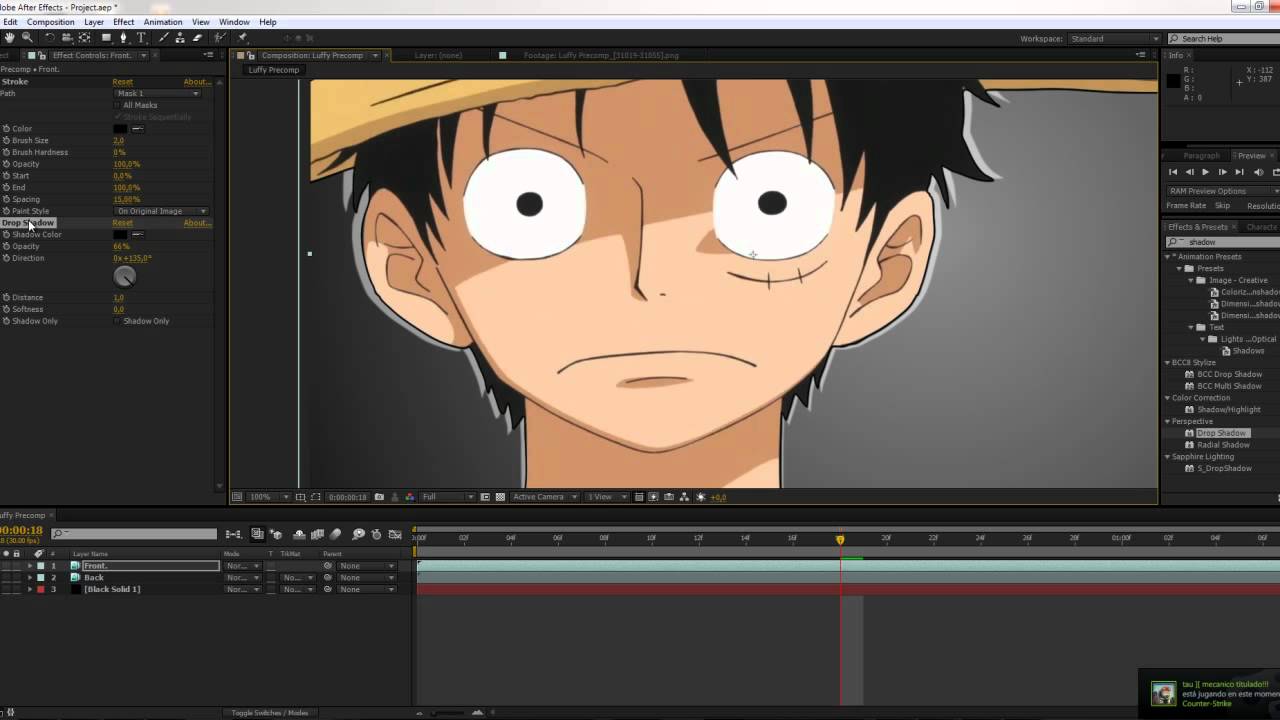 dobe After Effects - Project.aep *
Edit Composition Layer Effect Animation View Window Help
Workspace: Standard Search Help
Effect Controls: Front.
Composition: Luffy Precomp
Layer: (none)
Footage: Luffy Precomp_[31019-31055].png
Info
Precomp • Front.
Luffy Precomp
Stroke Reset About...
Path Mask 1
All Masks
Stroke Sequentially
Color
Brush Size 2,0
Brush Hardness 0%
Opacity 100,0%
Start 0,0%
End 100,0%
Spacing 15,00%
Paint Style On Original Image
Drop Shadow Reset About...
Shadow Color
Opacity 66%
Direction 0x+135,0°
Distance 1,0
Softness 0,0
Shadow Only Shadow Only
R :
G :
B :
A : 0
X : -112
Y : 387
Paragraph Preview
RAM Preview Options
Frame Rate Skip Resolutio
Effects & Presets Characte
shadow
* Animation Presets
Presets
Image - Creative
Coloriz...nshadow
Dimensi...shadow
Dimensi...shadow
Text
Lights ...Optical
Shadows
BCC8 Stylize
BCC Drop Shadow
BCC Multi Shadow
Color Correction
Shadow/Highlight
Perspective
Drop Shadow
Radial Shadow
Sapphire Lighting
S_DropShadow
100% 0:00:00:18 Full Active Camera 1 View +0,0
uffy Precomp
0:00:00:18
8 (30.00 fps)
# Layer Name Mode T TrkMat Parent
:00F 02f 04f 06f 08f 10f 12f 14f 16f 20f 22f 24f 26f 28f 01:00f 02f 04f 06f
1 Front. Nor... None
2 Back Nor... No... None
3 [Black Solid 1] Nor... No... None
Toggle Switches / Modes
tau ][ mecanico titulado!!!
está jugando en este momen
Counter-Strike